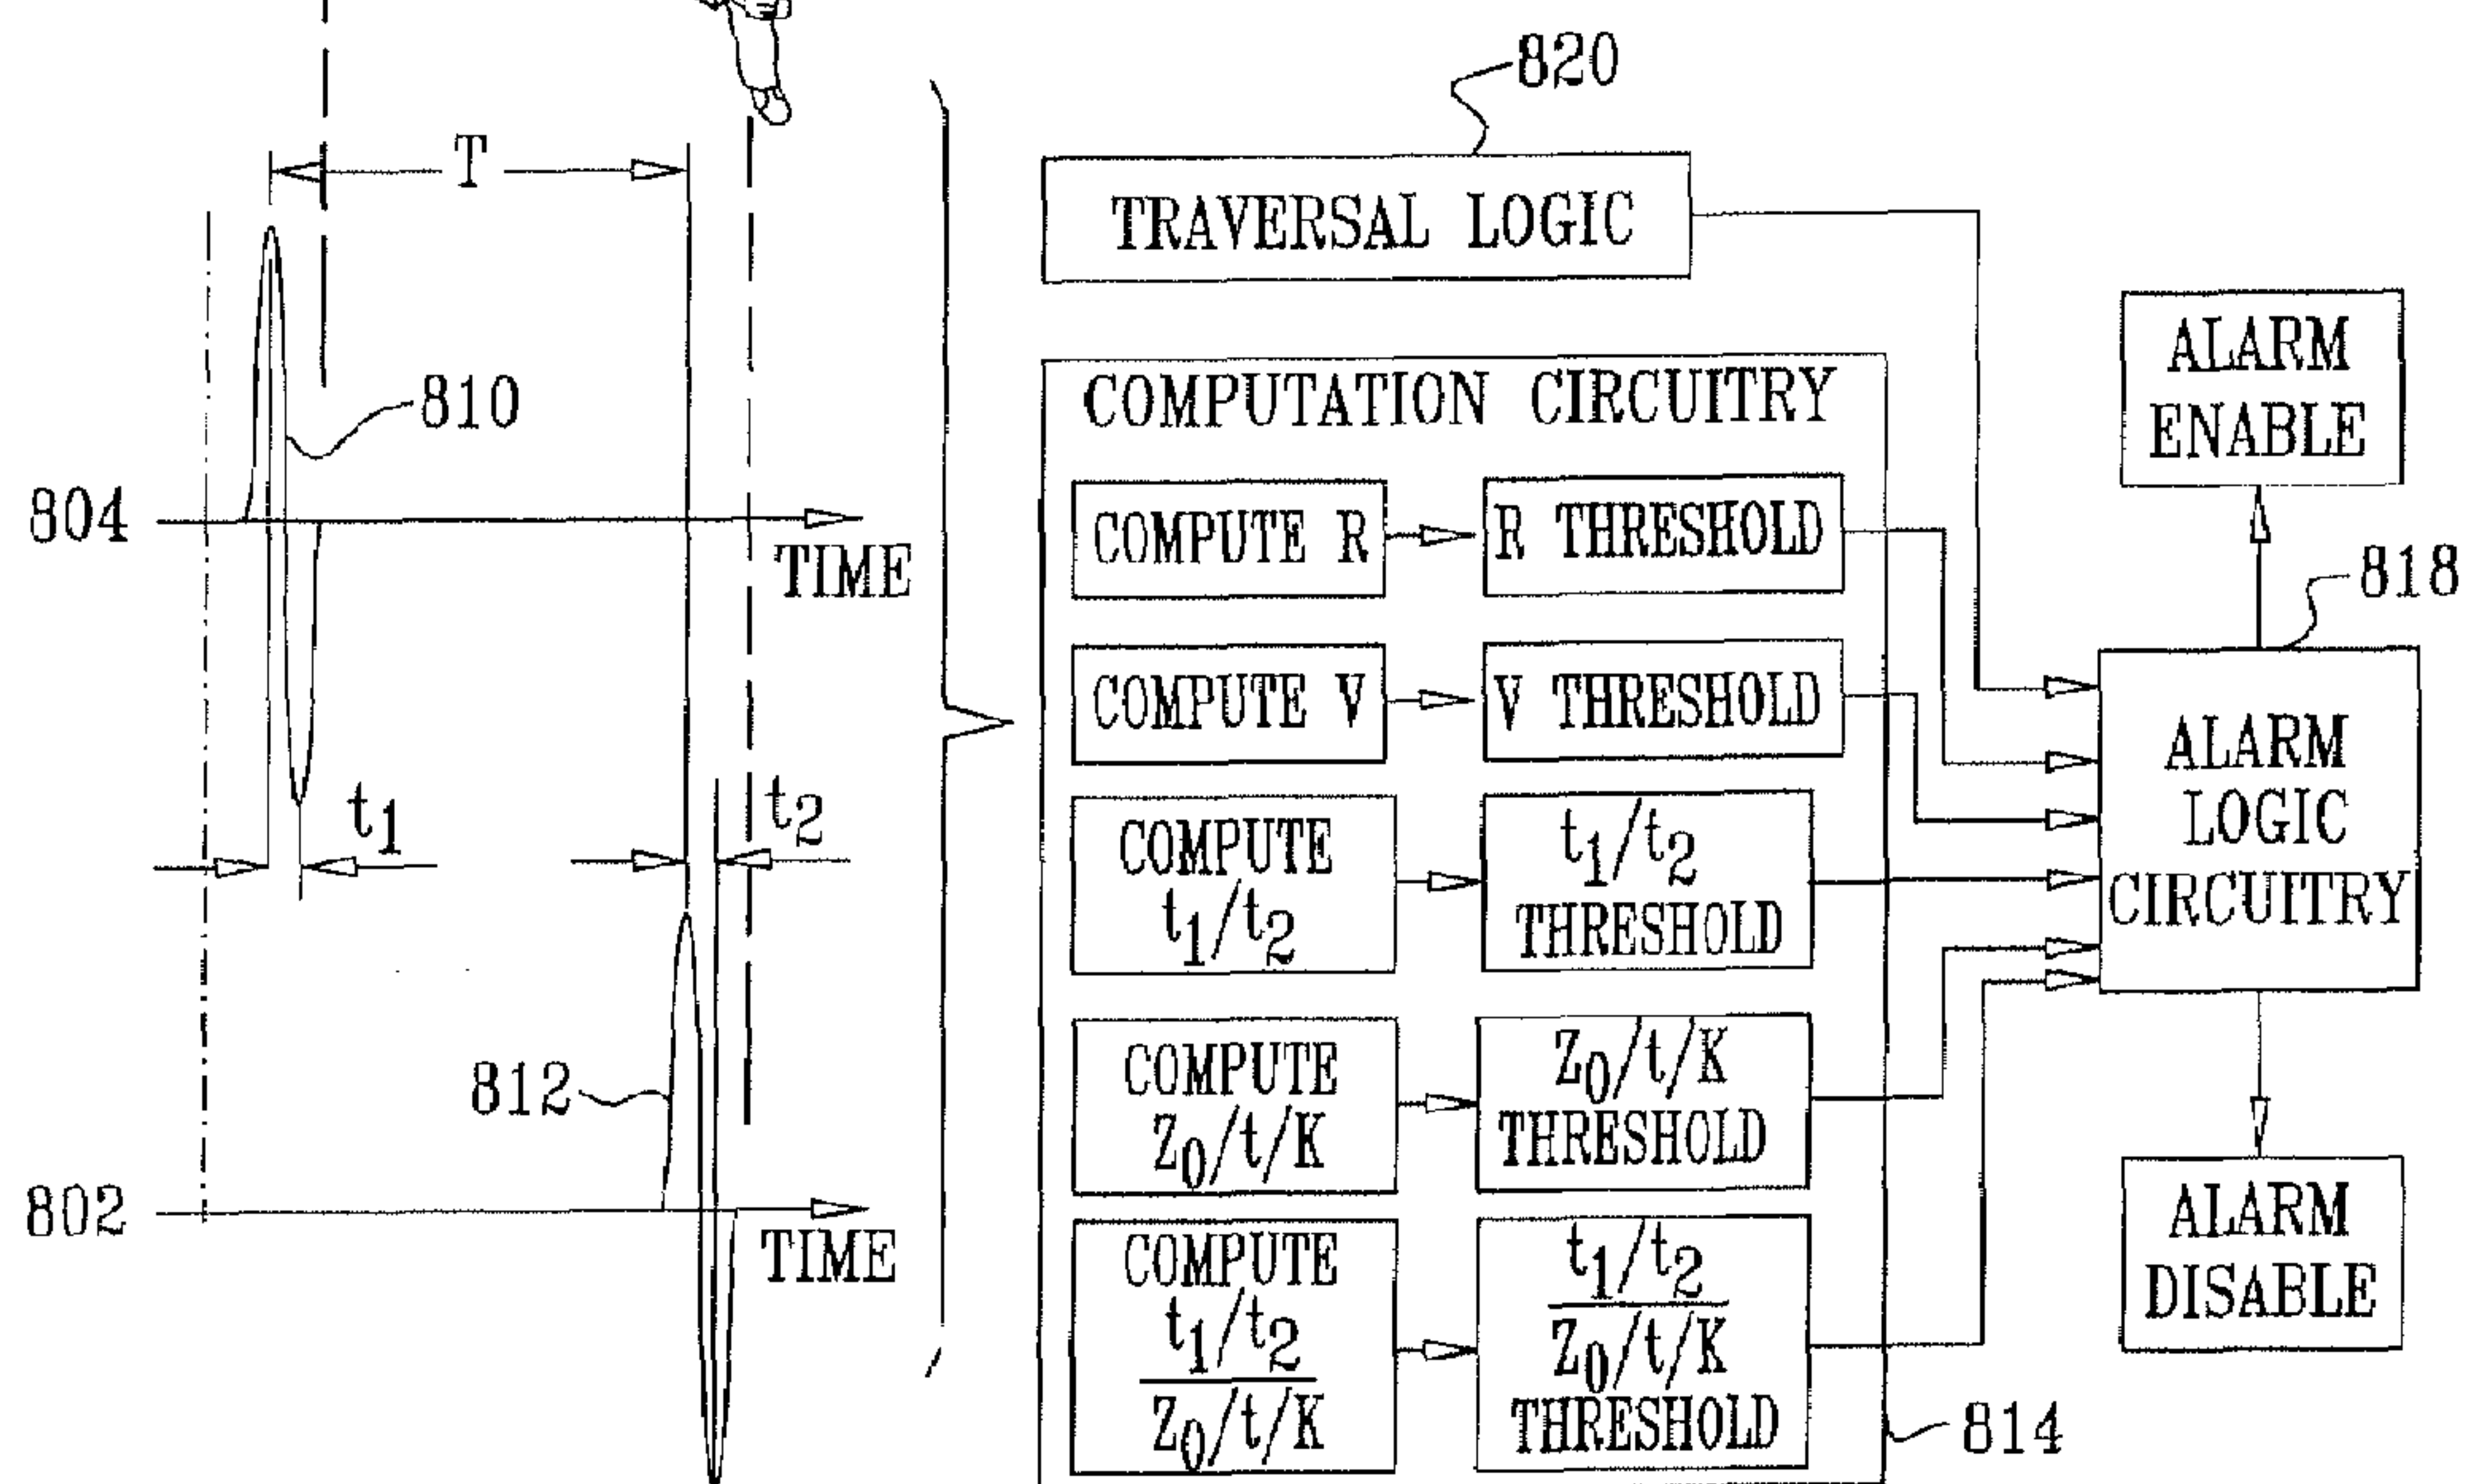 820
T
TRAVERSAL LOGIC
810
804
TIME
t1
t2
812
802
TIME
COMPUTATION CIRCUITRY
COMPUTE R
R THRESHOLD
COMPUTE V
V THRESHOLD
COMPUTE
t1/t2
t1/t2
THRESHOLD
COMPUTE
Z0/t/K
Z0/t/K
THRESHOLD
COMPUTE
t1/t2
Z0/t/K
t1/t2
Z0/t/K
THRESHOLD
814
ALARM
ENABLE
818
ALARM
LOGIC
CIRCUITRY
ALARM
DISABLE